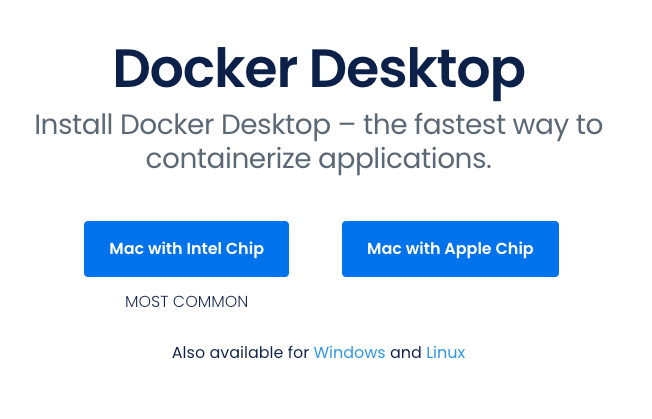 Docker Desktop
Install Docker Desktop – the fastest way to
containerize applications.
Mac with Intel Chip
Mac with Apple Chip
MOST COMMON
Also available for Windows and Linux